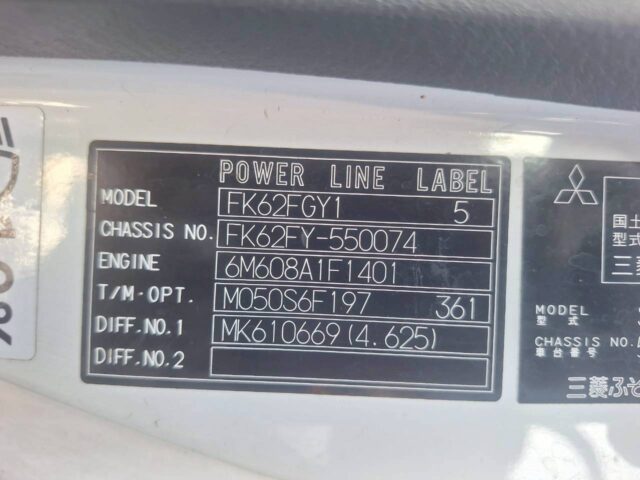 POWER LINE LABEL
MODEL FK62FGY1 5
CHASSIS NO. FK62FY-550074
ENGINE 6M608A1F1401
T/M-OPT. M050S6F197 361
DIFF.NO.1 MK610669(4.625)
DIFF.NO.2
国土
型式
三菱
MODEL
型式
CHASSIS NO.
車台番号
三菱ふそ